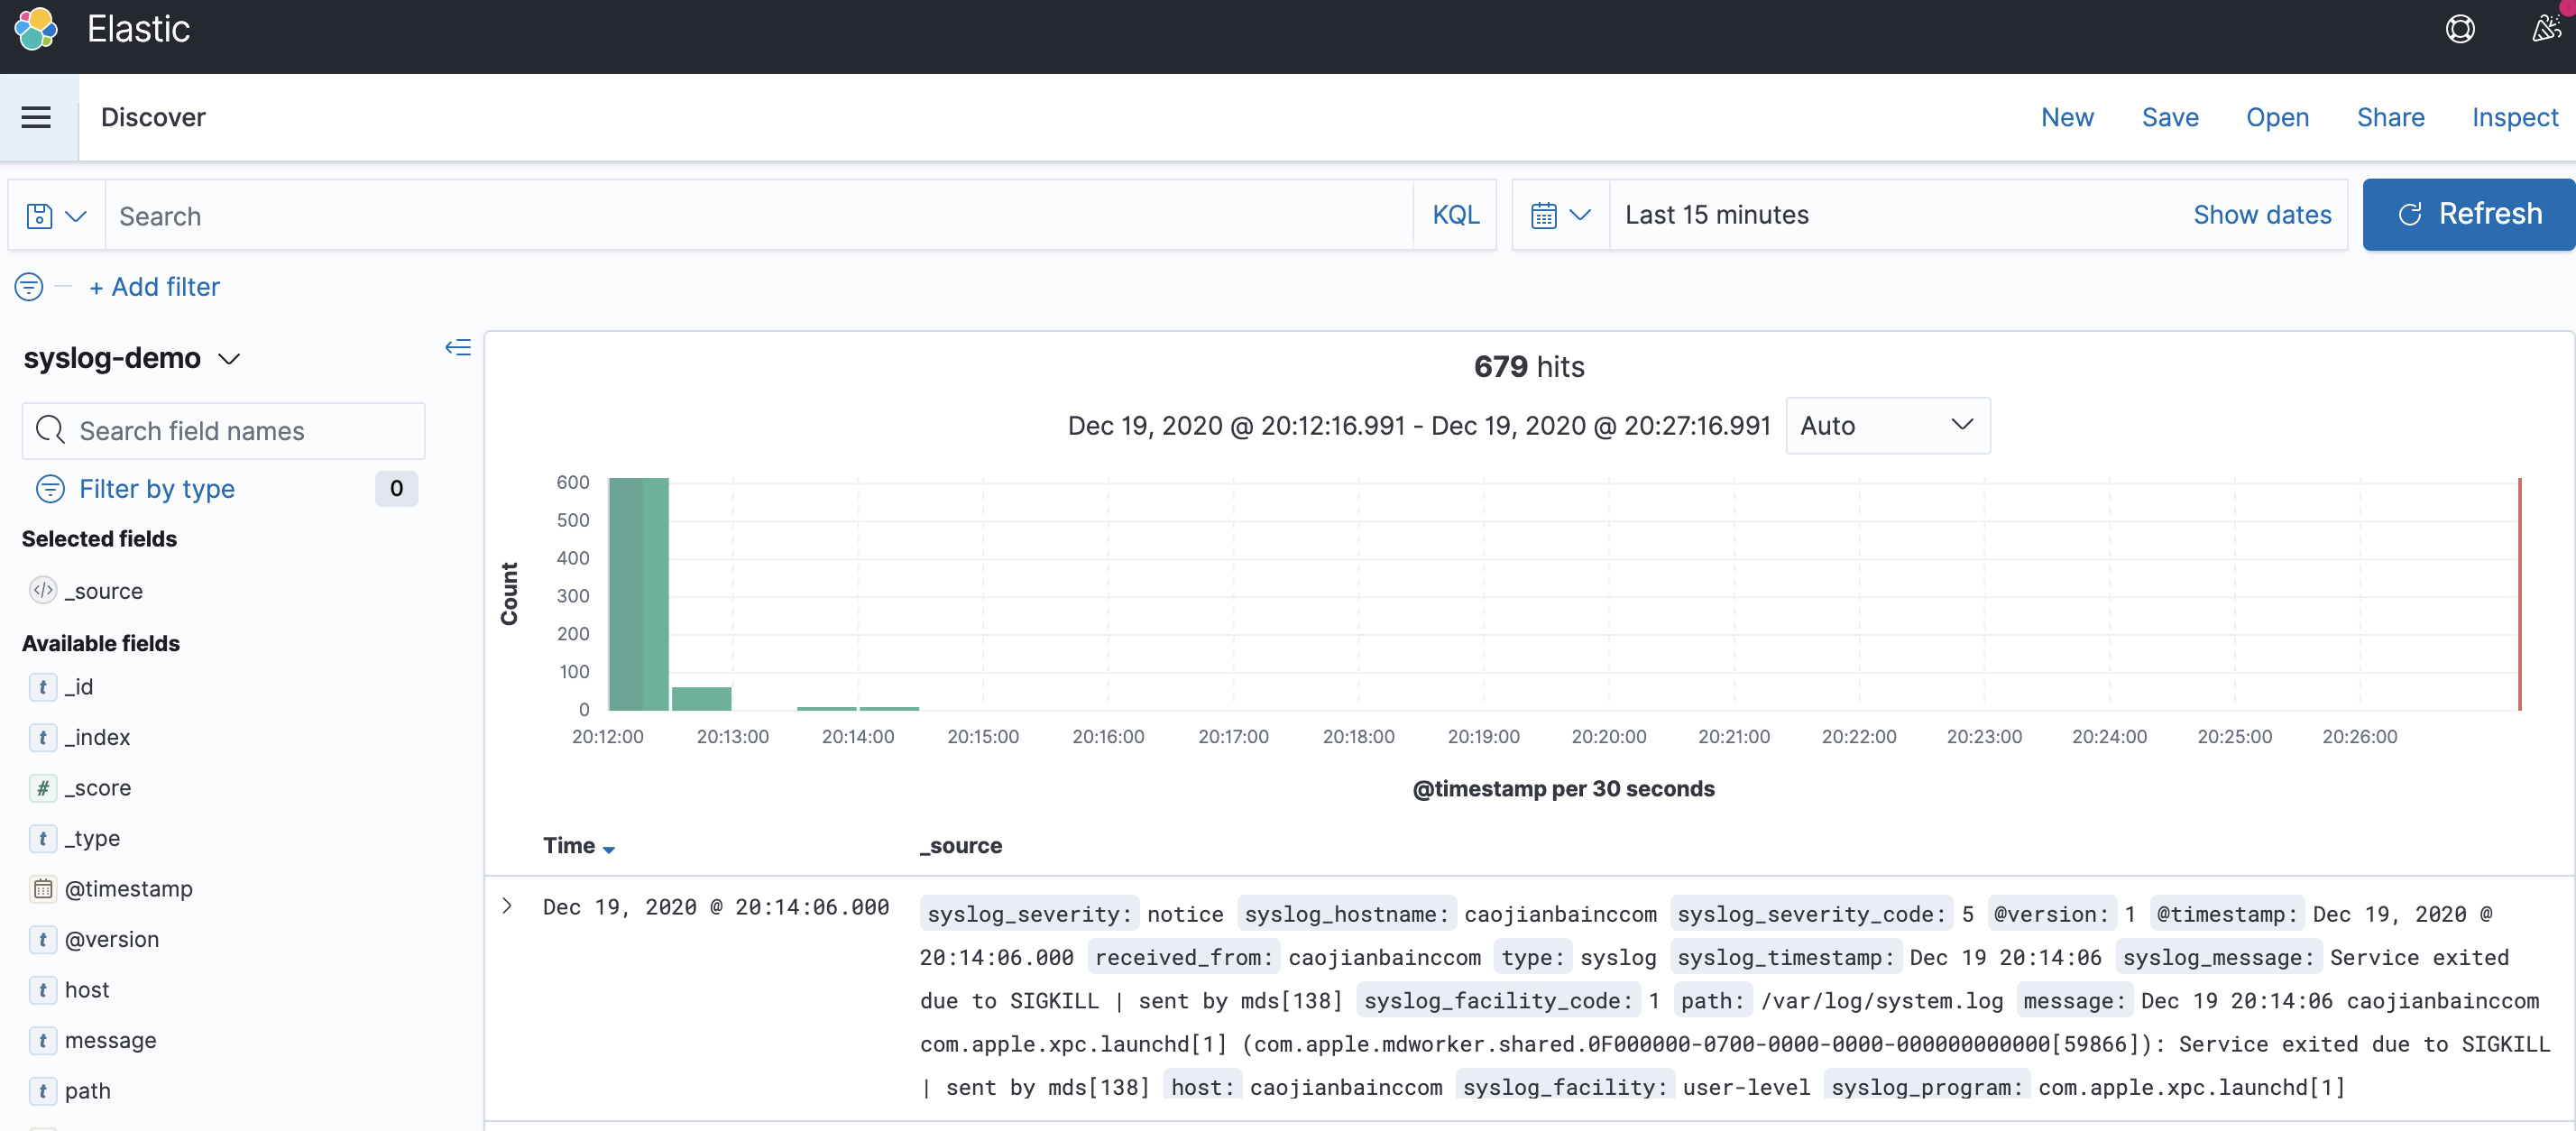 Elastic
Discover
New Save Open Share Inspect
Search KQL Last 15 minutes Show dates Refresh
+ Add filter
syslog-demo
Search field names
Filter by type 0
Selected fields
_source
Available fields
t _id
t _index
# _score
t _type
@timestamp
t @version
t host
t message
t path
679 hits
Dec 19, 2020 @ 20:12:16.991 - Dec 19, 2020 @ 20:27:16.991 Auto
Count
600
500
400
300
200
100
0
20:12:00 20:13:00 20:14:00 20:15:00 20:16:00 20:17:00 20:18:00 20:19:00 20:20:00 20:21:00 20:22:00 20:23:00 20:24:00 20:25:00 20:26:00
@timestamp per 30 seconds
Time _source
Dec 19, 2020 @ 20:14:06.000 syslog_severity: notice syslog_hostname: caojianbainccom syslog_severity_code: 5 @version: 1 @timestamp: Dec 19, 2020 @
20:14:06.000 received_from: caojianbainccom type: syslog syslog_timestamp: Dec 19 20:14:06 syslog_message: Service exited
due to SIGKILL | sent by mds[138] syslog_facility_code: 1 path: /var/log/system.log message: Dec 19 20:14:06 caojianbainccom
com.apple.xpc.launchd[1] (com.apple.mdworker.shared.0F000000-0700-0000-0000-000000000000[59866]): Service exited due to SIGKILL
| sent by mds[138] host: caojianbainccom syslog_facility: user-level syslog_program: com.apple.xpc.launchd[1]